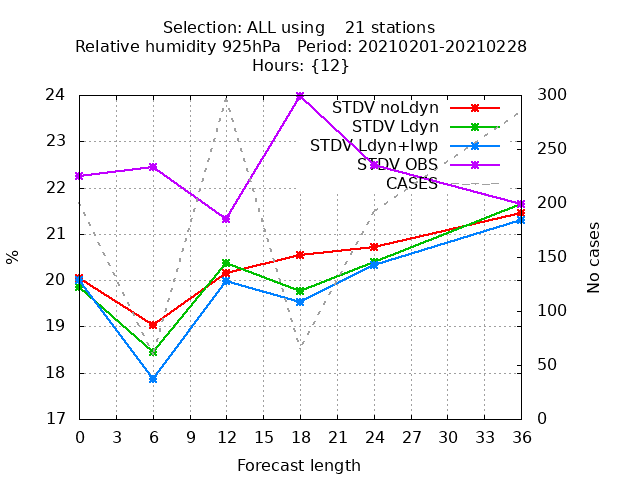 Selection: ALL using    21 stations
Relative humidity 925hPa   Period: 20210201-20210228
Hours: {12}
STDV noLdyn
STDV Ldyn
STDV Ldyn+lwp
STDV OBS
CASES
24
23
22
21
20
19
18
17
%
300
250
200
150
100
50
0
No cases
0 3 6 9 12 15 18 21 24 27 30 33 36
Forecast length